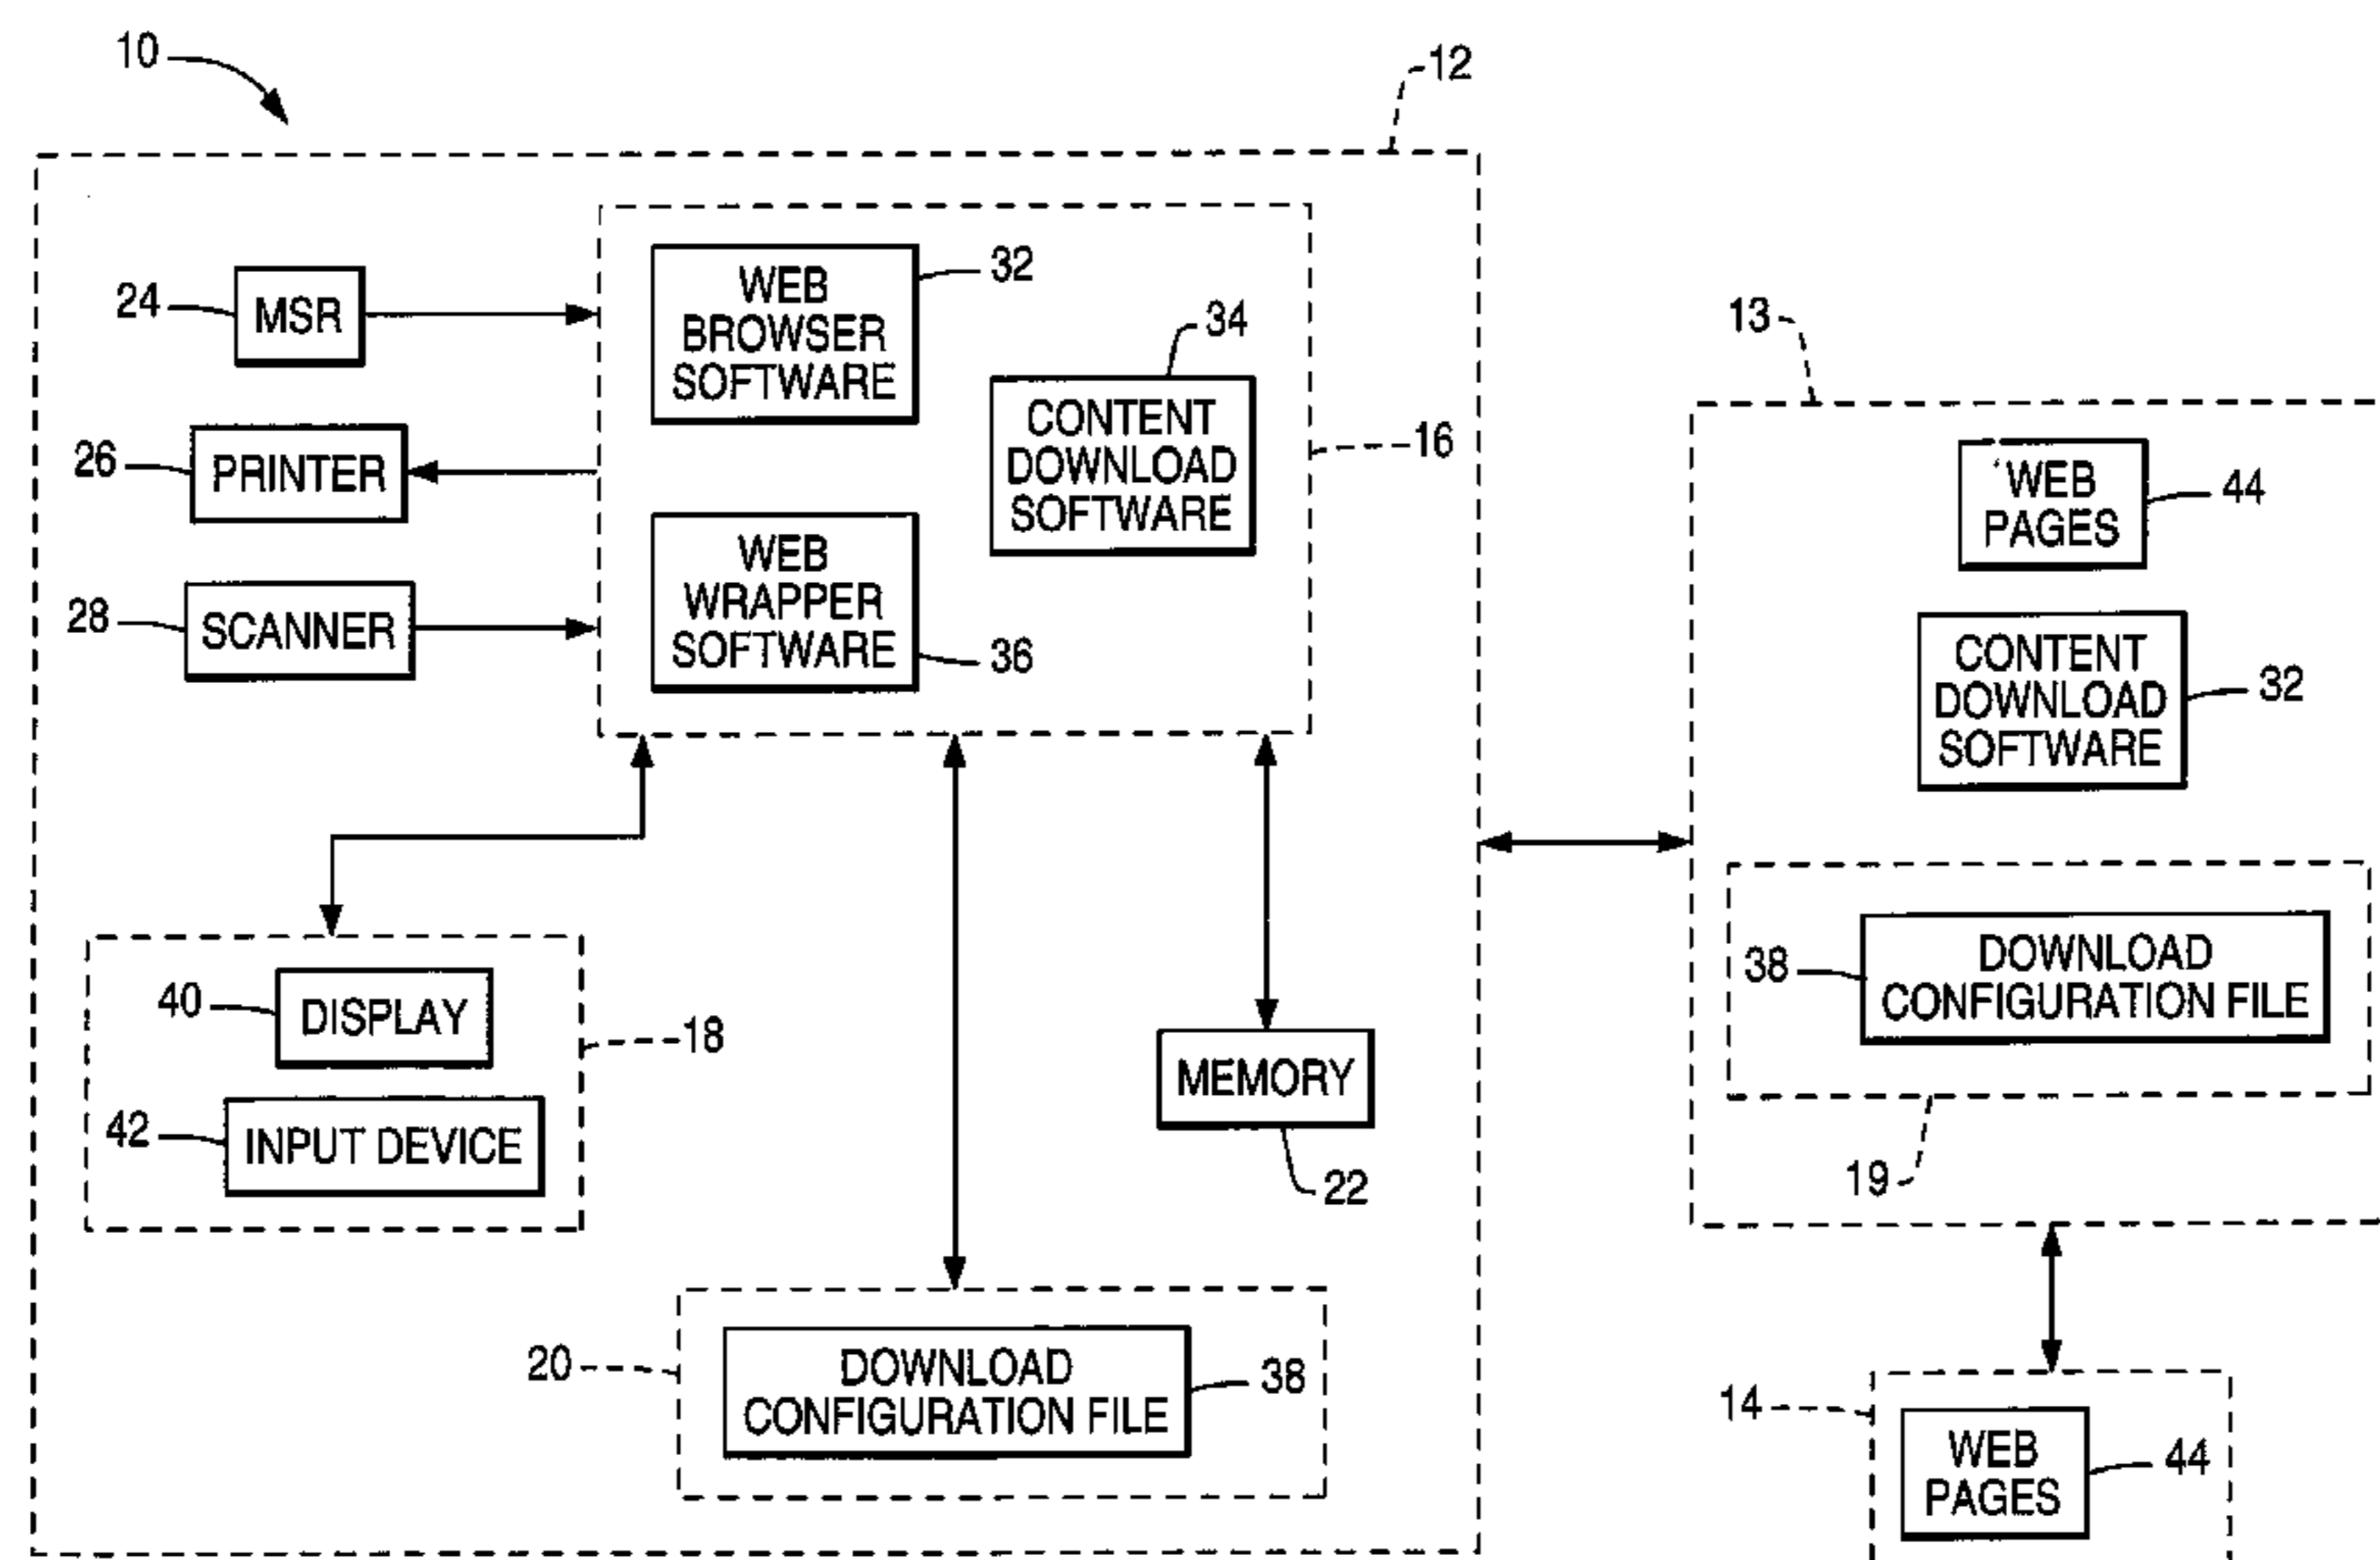 10
12
24
MSR
WEB
BROWSER
SOFTWARE
32
34
CONTENT
DOWNLOAD
SOFTWARE
16
26
PRINTER
28
SCANNER
WEB
WRAPPER
SOFTWARE
36
40
DISPLAY
18
42
INPUT DEVICE
MEMORY
22
20
DOWNLOAD
CONFIGURATION FILE
38
13
WEB
PAGES
44
CONTENT
DOWNLOAD
SOFTWARE
32
38
DOWNLOAD
CONFIGURATION FILE
19
14
WEB
PAGES
44